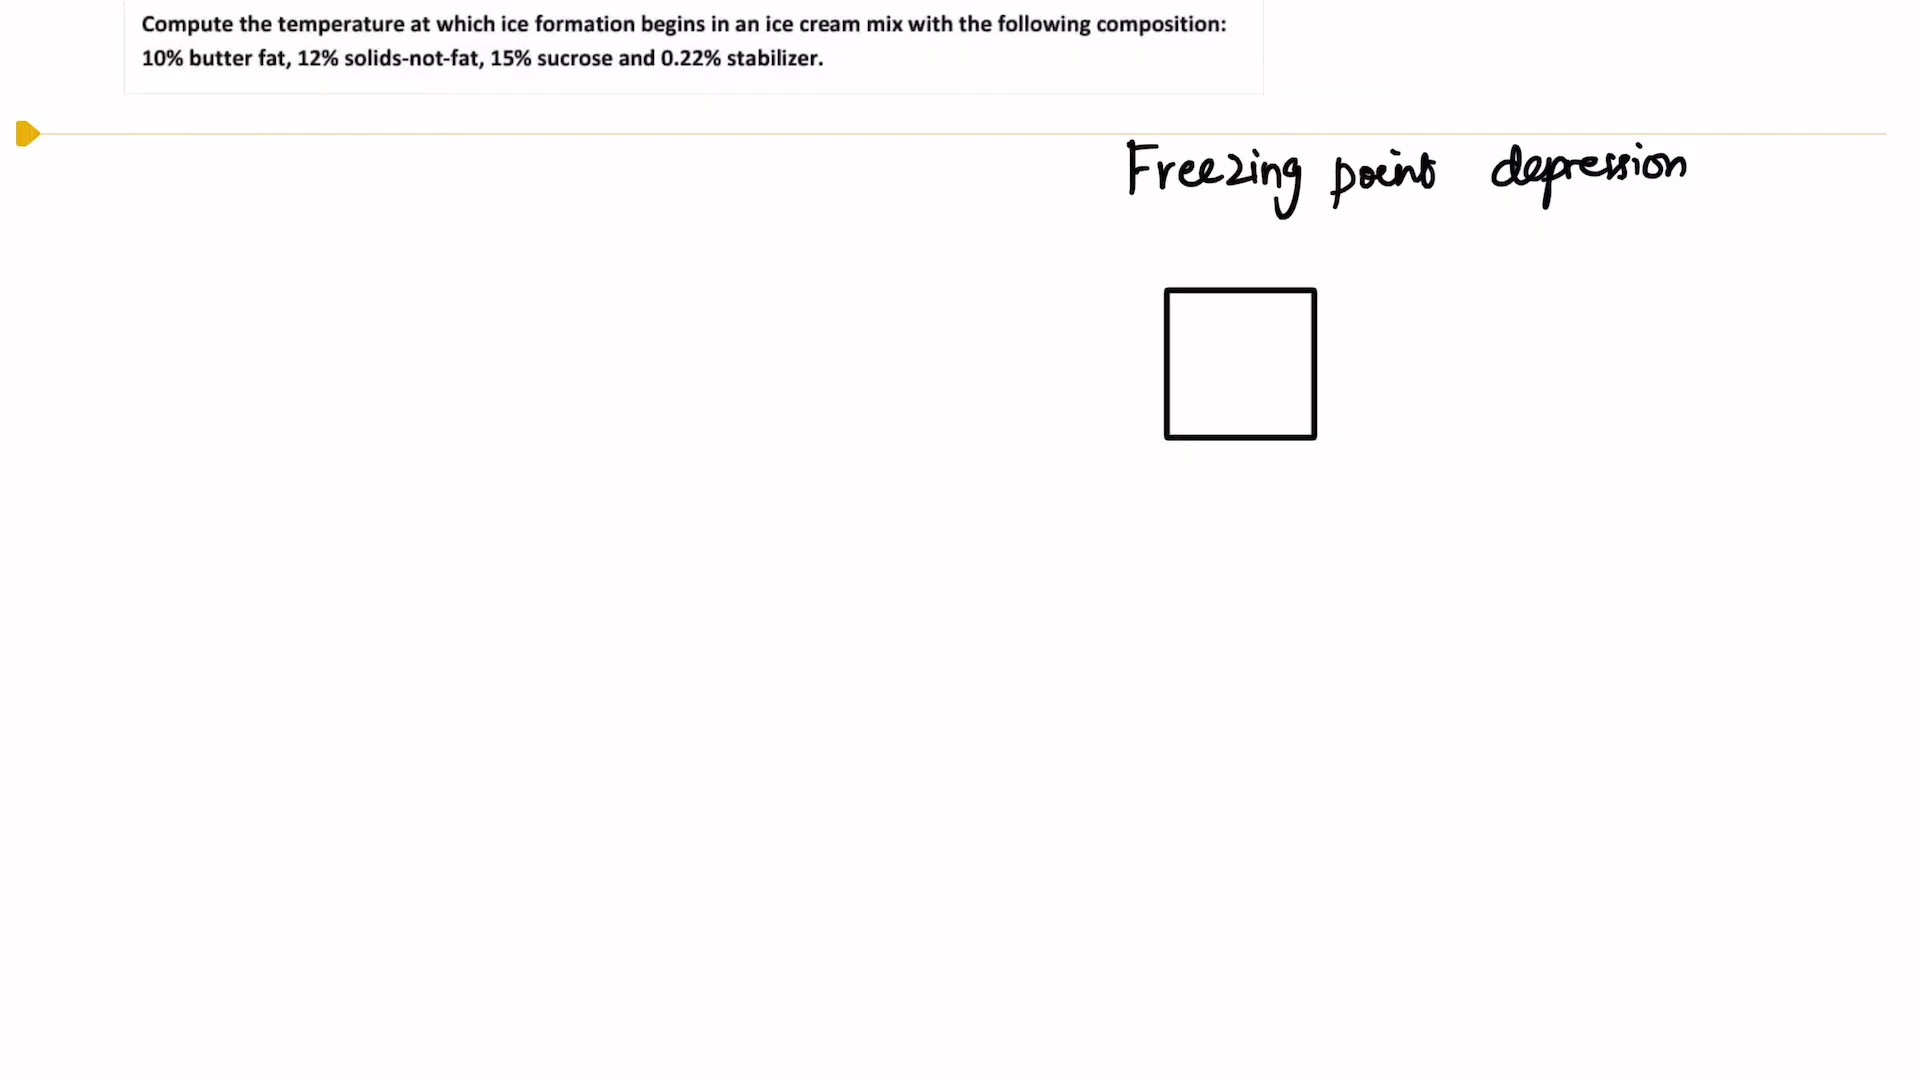 Compute the temperature at which ice formation begins in an ice cream mix with the following composition:
10% butter fat, 12% solids-not-fat, 15% sucrose and 0.22% stabilizer.
Freezing point depression